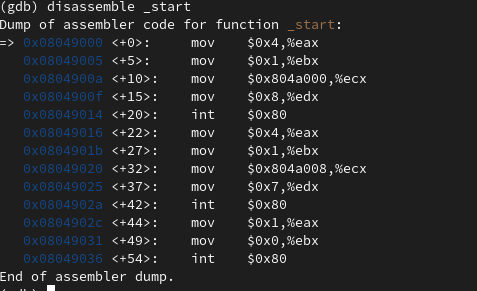 (gdb) disassemble _start
Dump of assembler code for function _start:
=> 0x08049000 <+0>:     mov    $0x4,%eax
   0x08049005 <+5>:     mov    $0x1,%ebx
   0x0804900a <+10>:    mov    $0x804a000,%ecx
   0x0804900f <+15>:    mov    $0x8,%edx
   0x08049014 <+20>:    int    $0x80
   0x08049016 <+22>:    mov    $0x4,%eax
   0x0804901b <+27>:    mov    $0x1,%ebx
   0x08049020 <+32>:    mov    $0x804a008,%ecx
   0x08049025 <+37>:    mov    $0x7,%edx
   0x0804902a <+42>:    int    $0x80
   0x0804902c <+44>:    mov    $0x1,%eax
   0x08049031 <+49>:    mov    $0x0,%ebx
   0x08049036 <+54>:    int    $0x80
End of assembler dump.